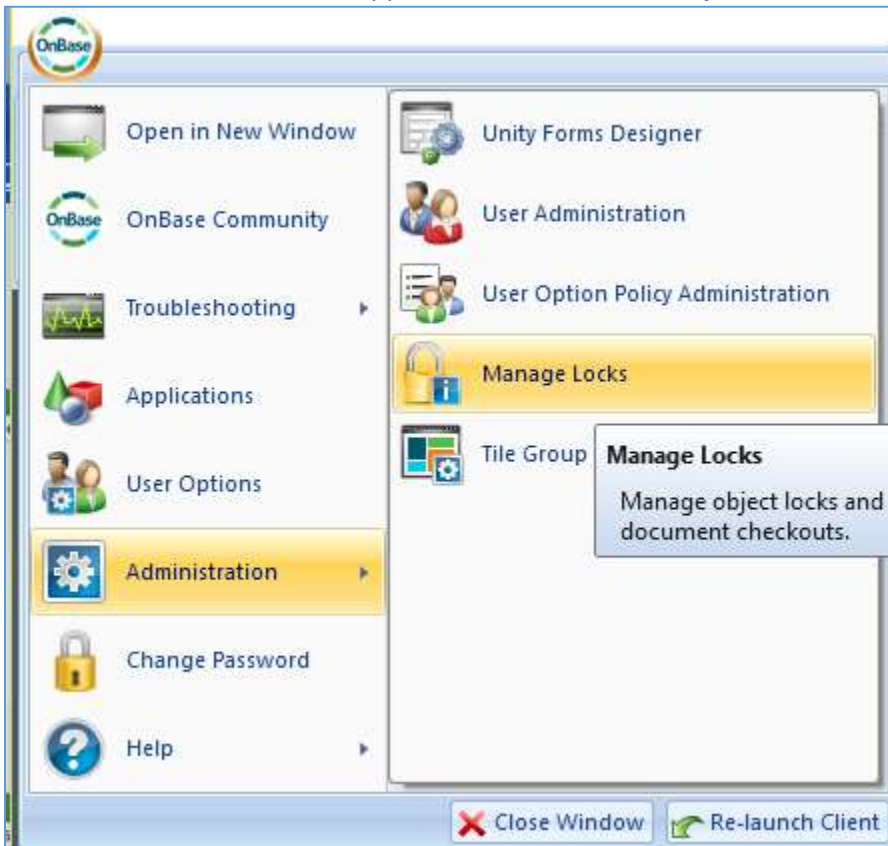 OnBase
Open in New Window
OnBase
OnBase Community
Troubleshooting
Applications
User Options
Administration
Change Password
Help
Unity Forms Designer
User Administration
User Option Policy Administration
Manage Locks
Tile Group
Manage Locks
Manage object locks and
document checkouts.
Close Window
Re-launch Client